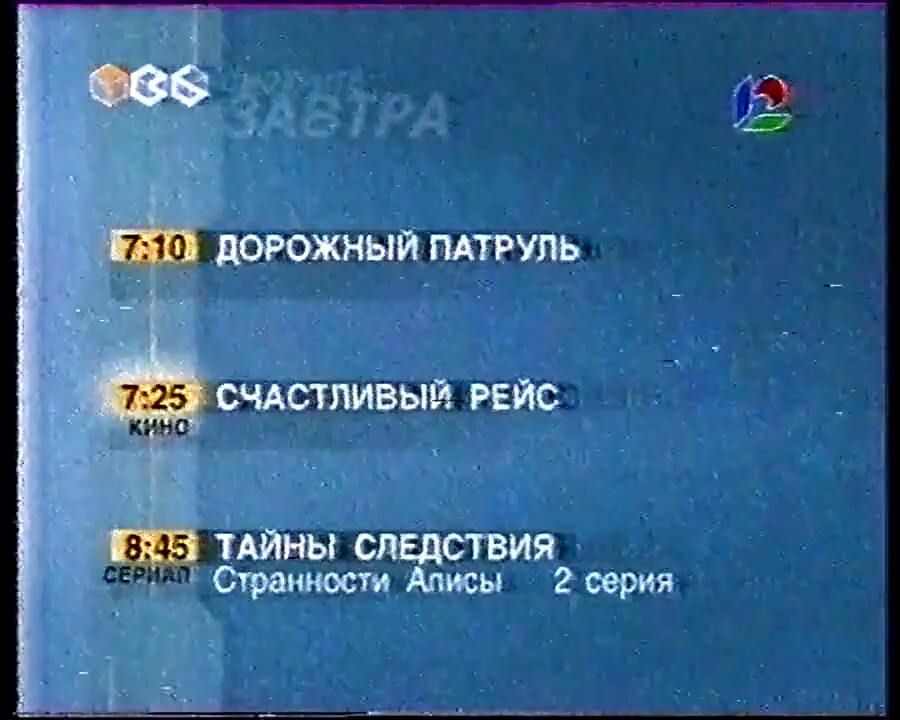 ТВ6
ЗАВТРА
7:10 ДОРОЖНЫЙ ПАТРУЛЬ
7:25 СЧАСТЛИВЫЙ РЕЙС
КИНО
8:45 ТАЙНЫ СЛЕДСТВИЯ
СЕРИАЛ Странности Алисы 2 серия